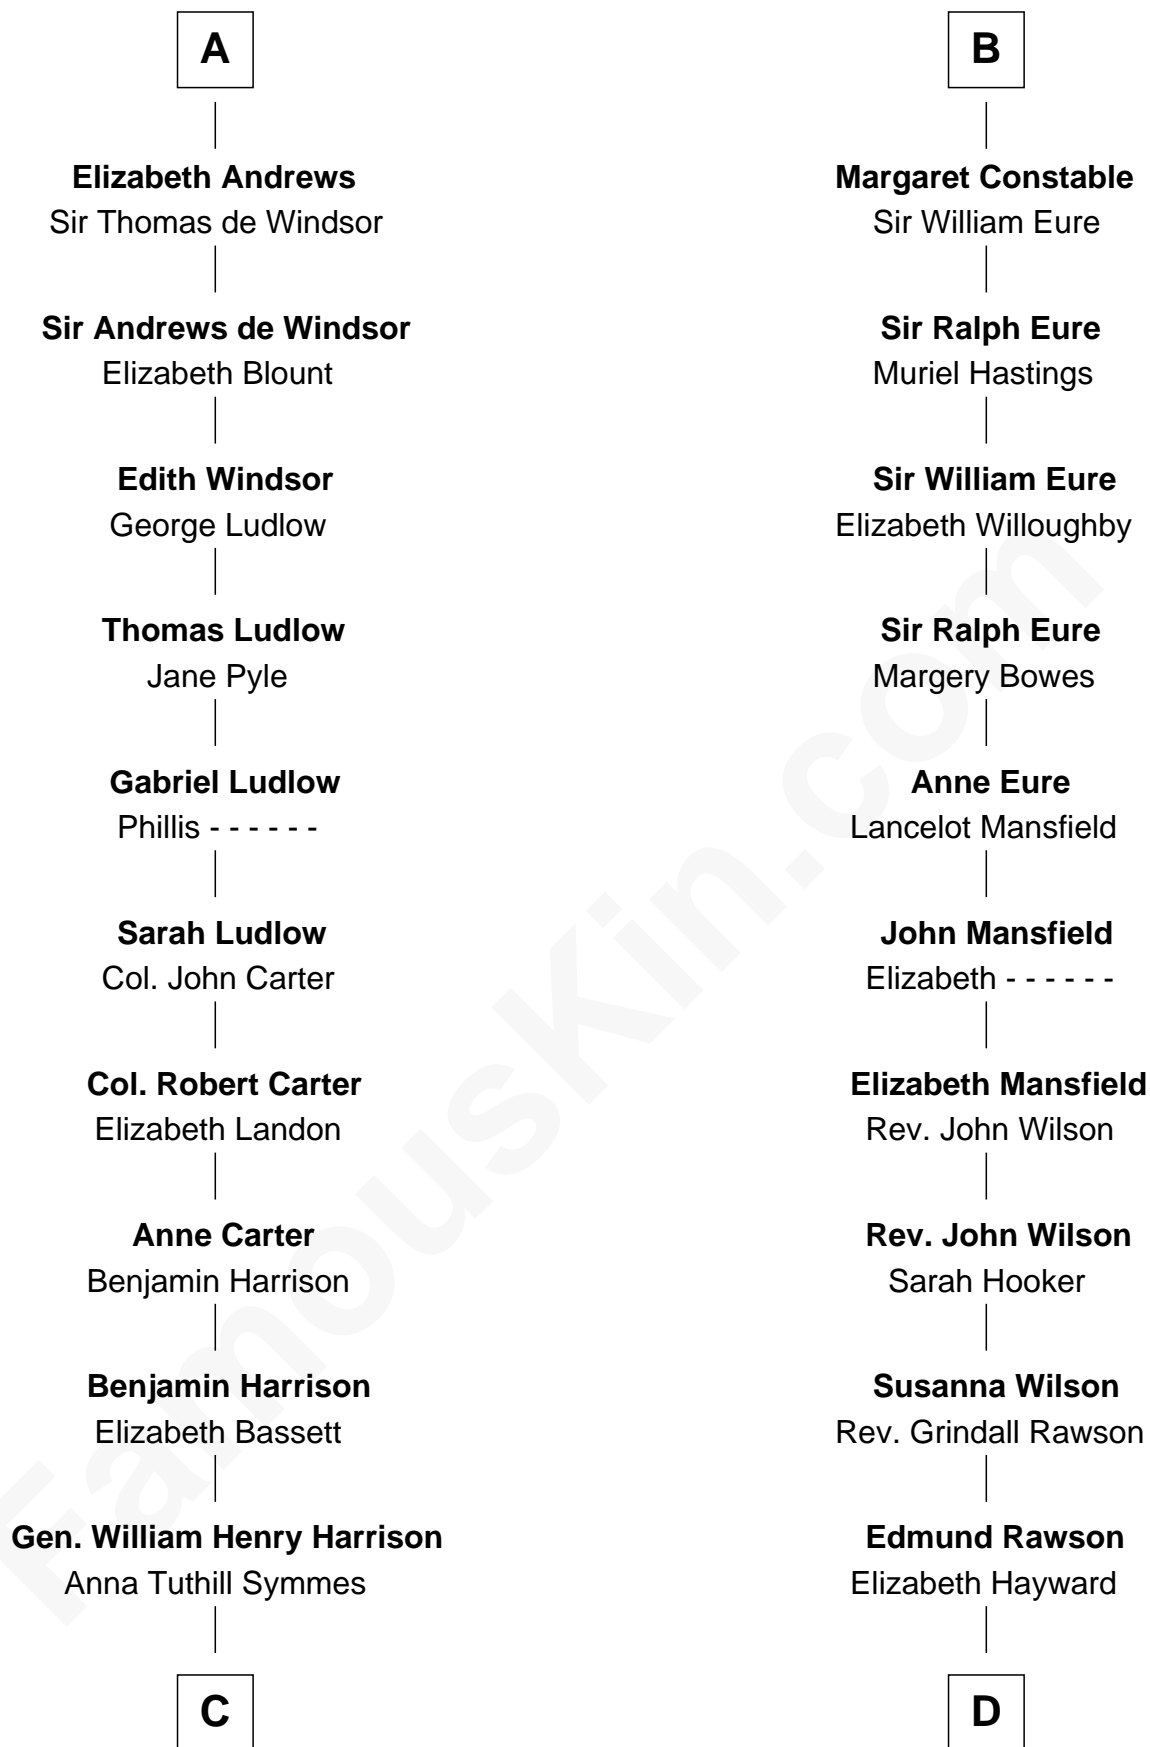 A
Elizabeth Andrews
Sir Thomas de Windsor
Sir Andrews de Windsor
Elizabeth Blount
Edith Windsor
George Ludlow
Thomas Ludlow
Jane Pyle
Gabriel Ludlow
Phillis - - - - - -
Sarah Ludlow
Col. John Carter
Col. Robert Carter
Elizabeth Landon
Anne Carter
Benjamin Harrison
Benjamin Harrison
Elizabeth Bassett
Gen. William Henry Harrison
Anna Tuthill Symmes
C
B
Margaret Constable
Sir William Eure
Sir Ralph Eure
Muriel Hastings
Sir William Eure
Elizabeth Willoughby
Sir Ralph Eure
Margery Bowes
Anne Eure
Lancelot Mansfield
John Mansfield
Elizabeth - - - - - -
Elizabeth Mansfield
Rev. John Wilson
Rev. John Wilson
Sarah Hooker
Susanna Wilson
Rev. Grindall Rawson
Edmund Rawson
Elizabeth Hayward
D
FamousKin.com